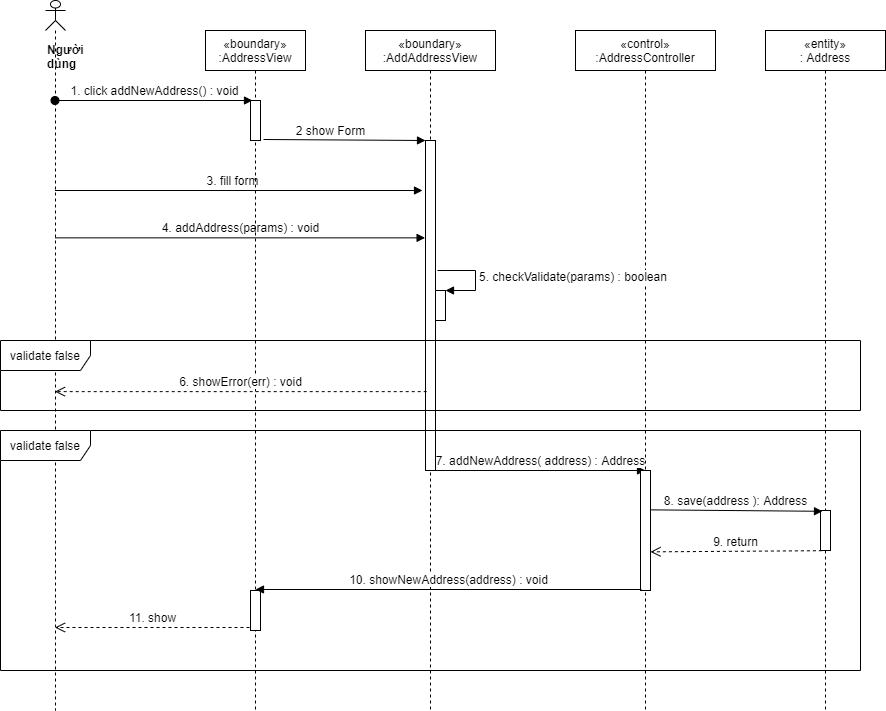 Người
dùng
«boundary»
:AddressView
«boundary»
:AddAddressView
«control»
:AddressController
«entity»
: Address
1. click addNewAddress() : void
2 show Form
3. fill form
4. addAddress(params) : void
5. checkValidate(params) : boolean
validate false
6. showError(err) : void
validate false
7. addNewAddress( address) : Address
8. save(address ): Address
9. return
10. showNewAddress(address) : void
11. show